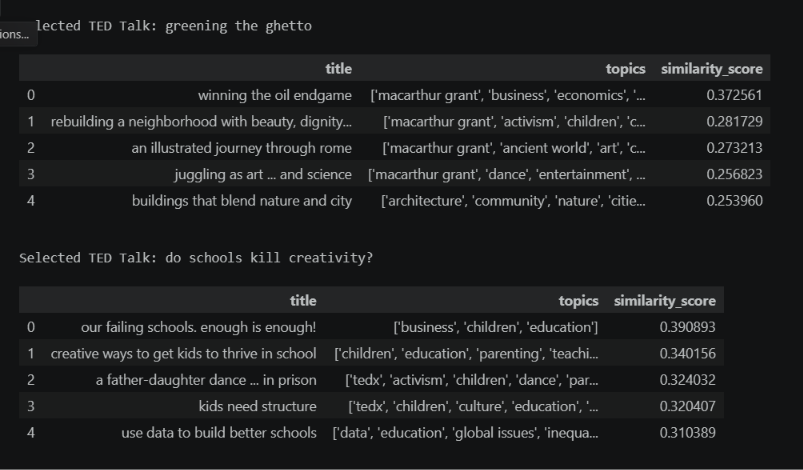 lected TED Talk: greening the ghetto
ions...
title topics similarity_score
0 winning the oil endgame ['macarthur grant', 'business', 'economics', '... 0.372561
1 rebuilding a neighborhood with beauty, dignity... ['macarthur grant', 'activism', 'children', 'c... 0.281729
2 an illustrated journey through rome ['macarthur grant', 'ancient world', 'art', 'c... 0.273213
3 juggling as art ... and science ['macarthur grant', 'dance', 'entertainment', ... 0.256823
4 buildings that blend nature and city ['architecture', 'community', 'nature', 'citie... 0.253960
Selected TED Talk: do schools kill creativity?
title topics similarity_score
0 our failing schools. enough is enough! ['business', 'children', 'education'] 0.390893
1 creative ways to get kids to thrive in school ['children', 'education', 'parenting', 'teachi... 0.340156
2 a father-daughter dance ... in prison ['tedx', 'activism', 'children', 'dance', 'par... 0.324032
3 kids need structure ['tedx', 'children', 'culture', 'education', '... 0.320407
4 use data to build better schools ['data', 'education', 'global issues', 'inequa... 0.310389